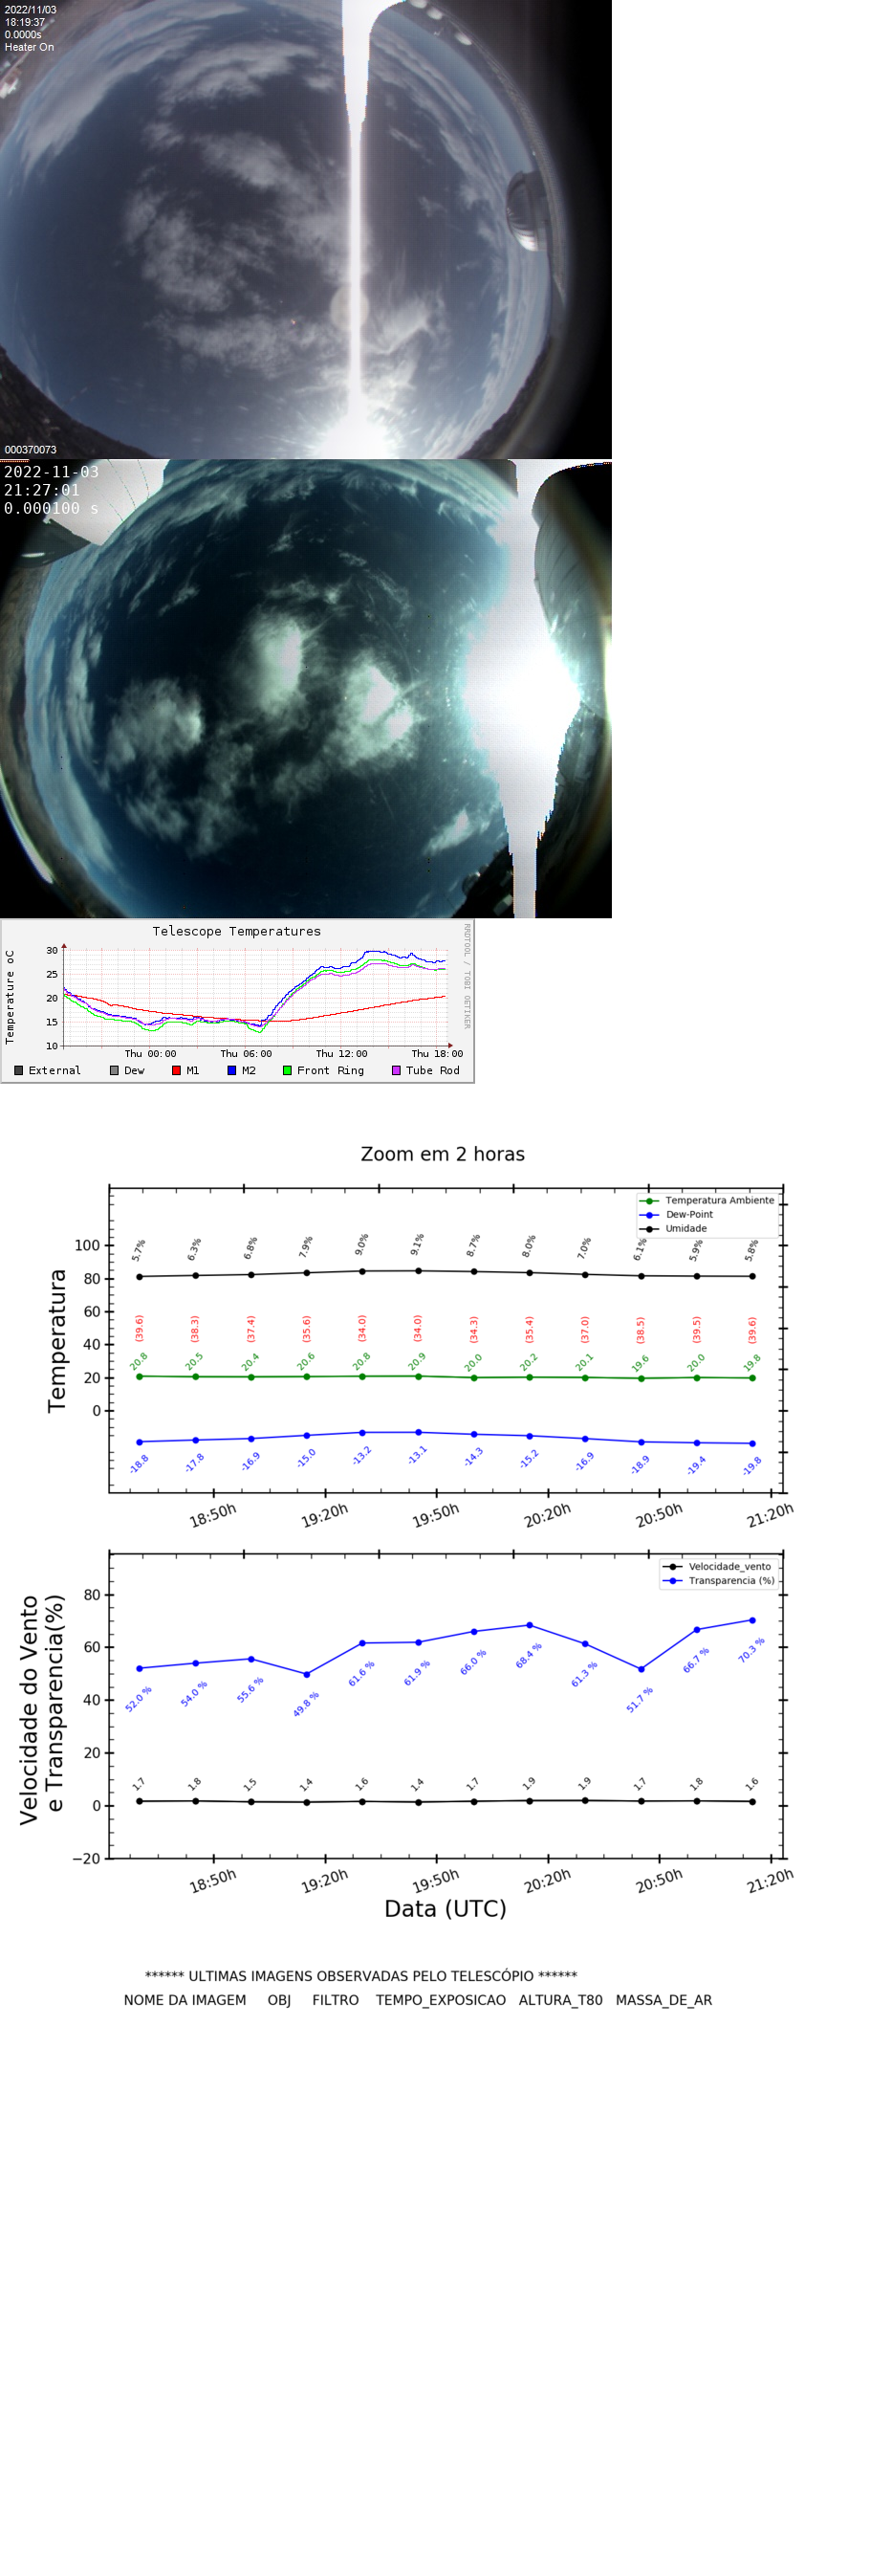 2022/11/03
18:19:37
0.0000s
Heater On
000370073
2022-11-03
21:27:01
0.000100 s
Telescope Temperatures
RRDTOOL / TOBI OETIKER
Temperature oC
30
25
20
15
10
Thu 00:00 Thu 06:00 Thu 12:00 Thu 18:00
External Dew M1 M2 Front Ring Tube Rod
Zoom em 2 horas
Temperatura Ambiente
Dew-Point
Umidade
Temperatura
100
80
60
40
20
0
5.7% 6.3% 6.8% 7.9% 9.0% 9.1% 8.7% 8.0% 7.0% 6.1% 5.9% 5.8%
(39.6) (38.3) (37.4) (35.6) (34.0) (34.0) (34.3) (35.4) (37.0) (38.5) (39.5) (39.6)
20.8 20.5 20.4 20.6 20.8 20.9 20.0 20.2 20.1 19.6 20.0 19.8
-18.8 -17.8 -16.9 -15.0 -13.2 -13.1 -14.3 -15.2 -16.9 -18.9 -19.4 -19.8
18:50h 19:20h 19:50h 20:20h 20:50h 21:20h
Velocidade_vento
Transparencia (%)
Velocidade do Vento
e Transparencia(%)
80
60
40
20
0
−20
52.0 % 54.0 % 55.6 % 49.8 % 61.6 % 61.9 % 66.0 % 68.4 % 61.3 % 51.7 % 66.7 % 70.3 %
1.7 1.8 1.5 1.4 1.6 1.4 1.7 1.9 1.9 1.7 1.8 1.6
18:50h 19:20h 19:50h 20:20h 20:50h 21:20h
Data (UTC)
****** ULTIMAS IMAGENS OBSERVADAS PELO TELESCÓPIO ******
NOME DA IMAGEM OBJ FILTRO TEMPO_EXPOSICAO ALTURA_T80 MASSA_DE_AR